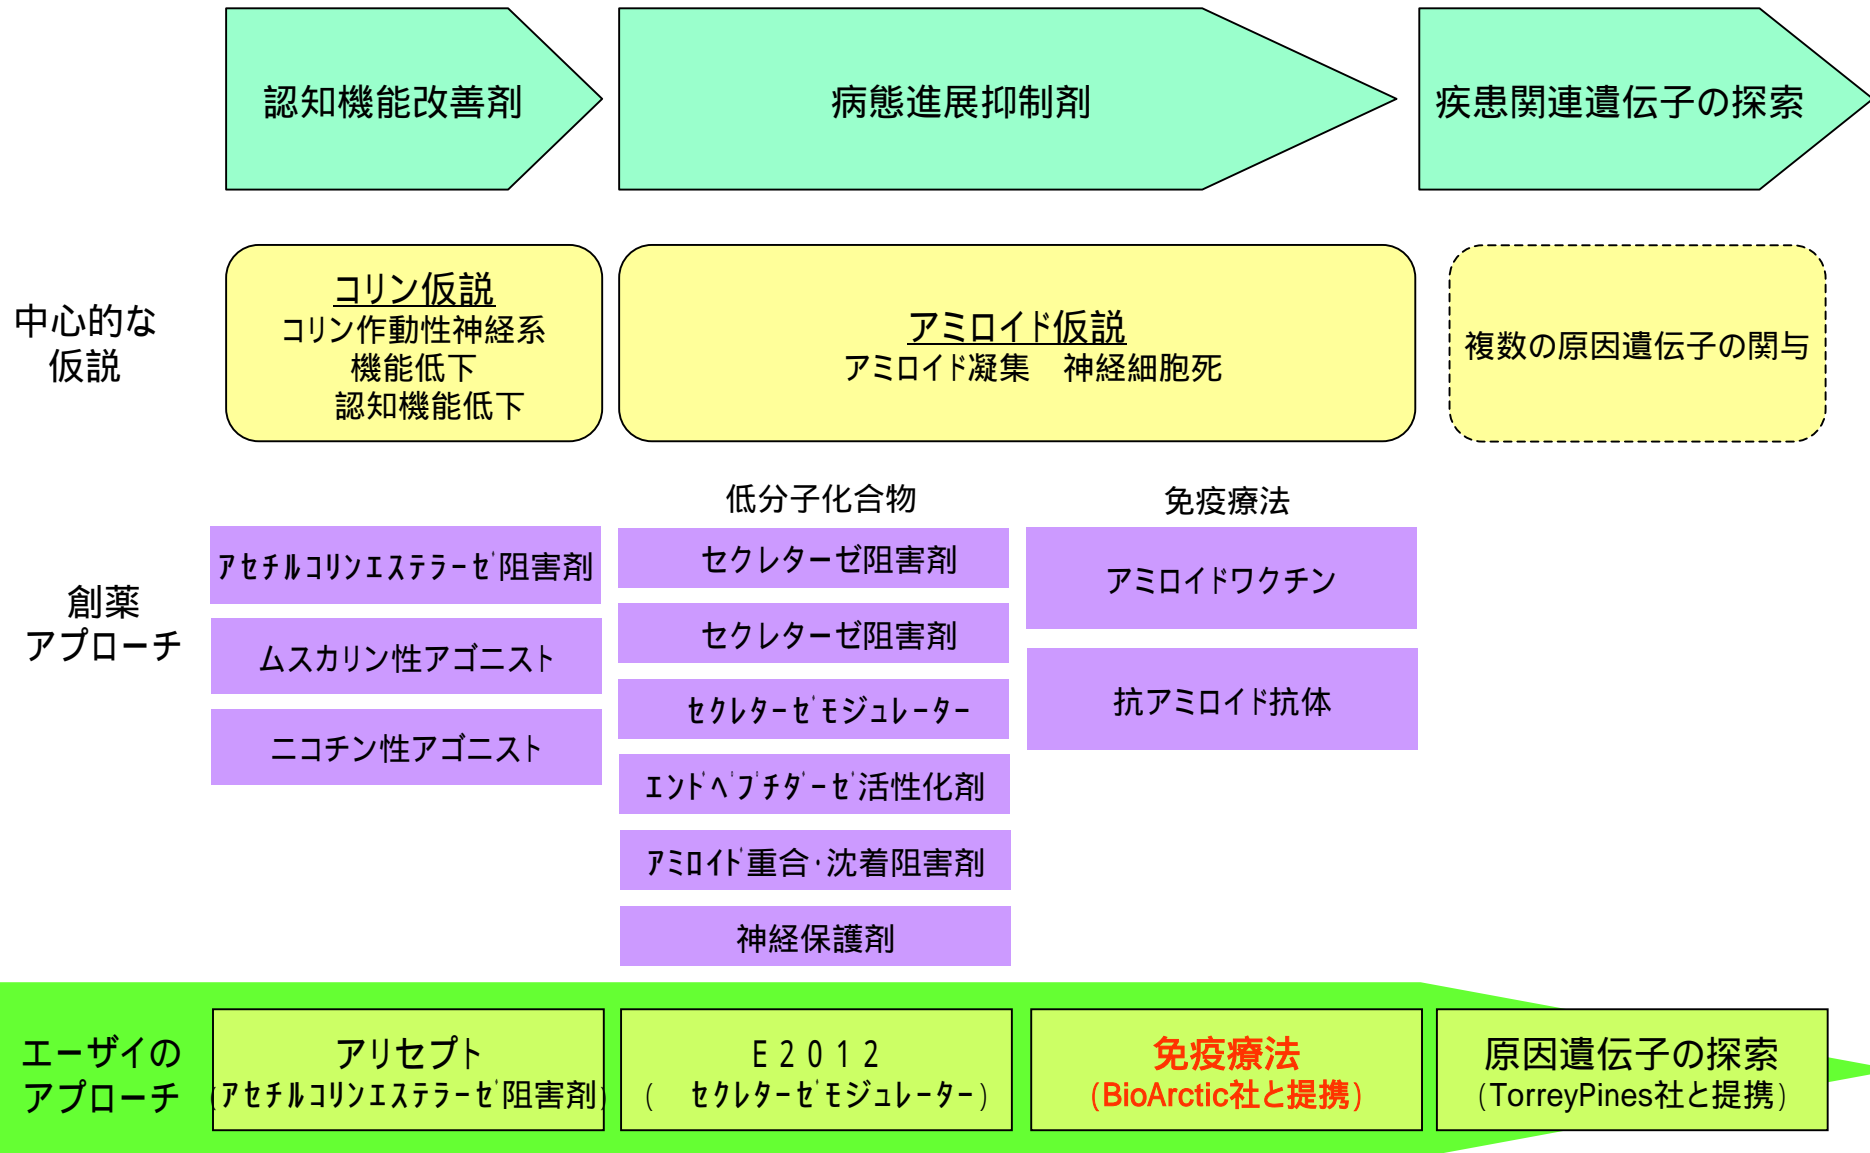 認知機能改善剤
病態進展抑制剤
疾患関連遺伝子の探索
中心的な
仮説
コリン仮説
コリン作動性神経系
機能低下
認知機能低下
アミロイド仮説
アミロイド凝集　神経細胞死
複数の原因遺伝子の関与
創薬
アプローチ
アセチルコリンエステラーゼ阻害剤
ムスカリン性アゴニスト
ニコチン性アゴニスト
低分子化合物
セクレターゼ阻害剤
セクレターゼ阻害剤
セクレターゼモジュレーター
エンドペプチダーゼ活性化剤
アミロイド重合・沈着阻害剤
神経保護剤
免疫療法
アミロイドワクチン
抗アミロイド抗体
エーザイの
アプローチ
アリセプト
(アセチルコリンエステラーゼ阻害剤)
E2012
(　セクレターゼモジュレーター)
免疫療法
(BioArctic社と提携)
原因遺伝子の探索
(TorreyPines社と提携)